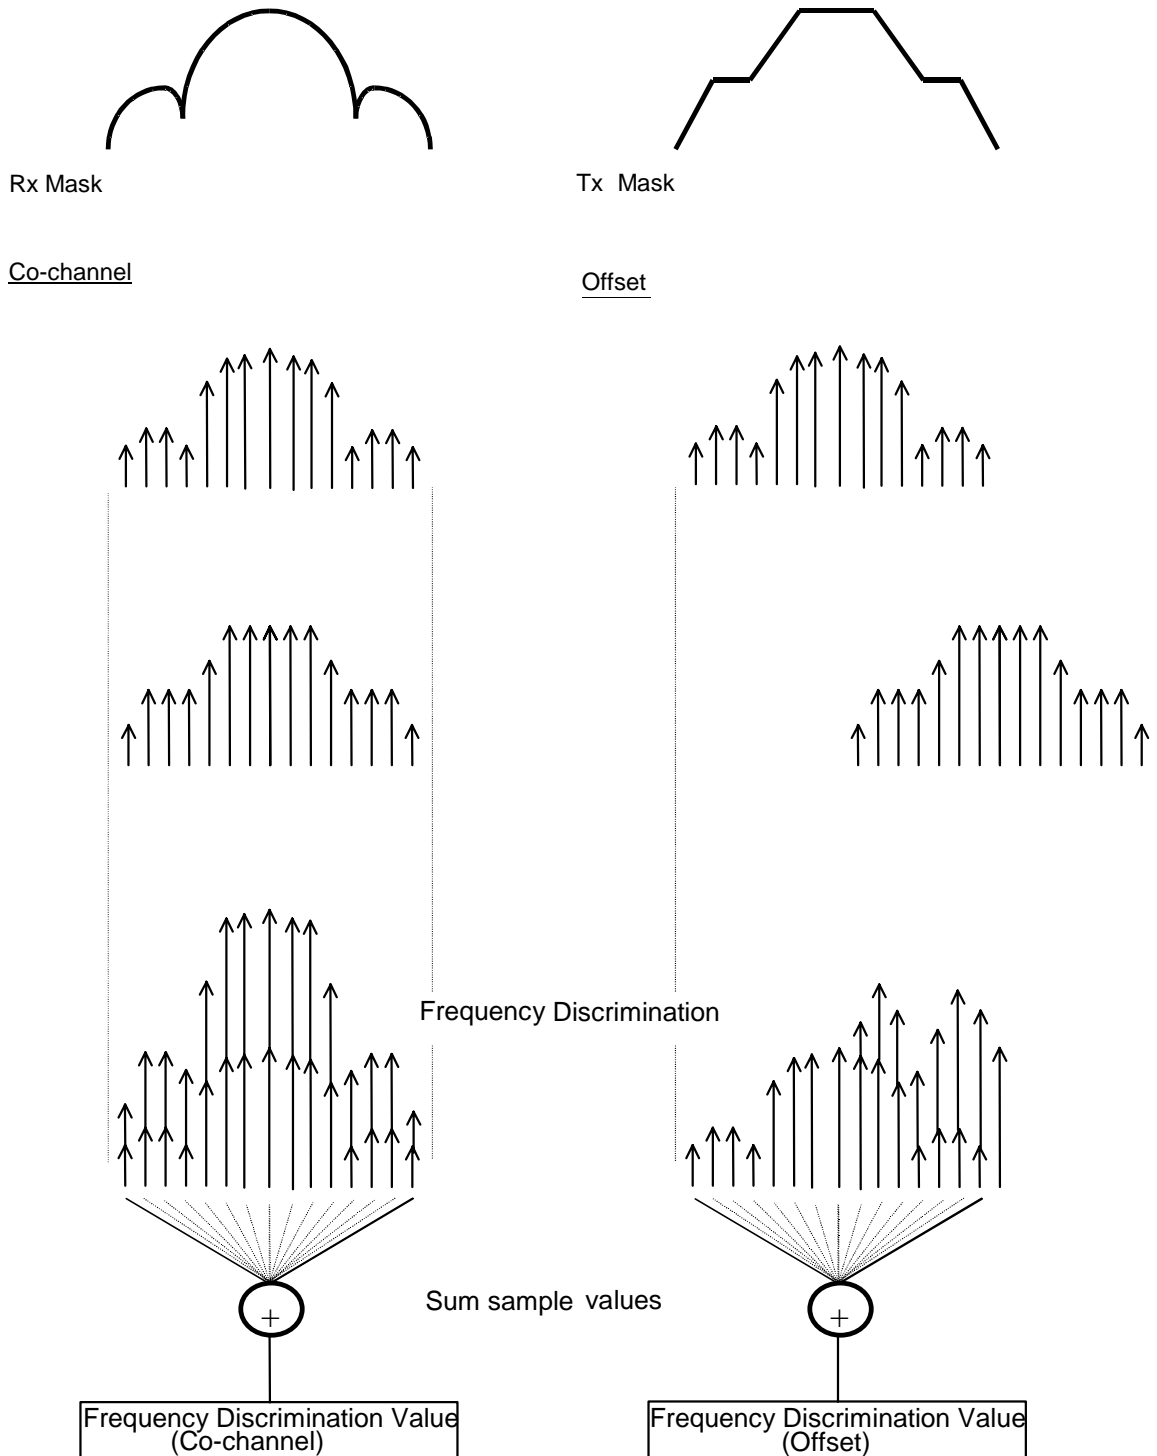 Rx Mask
Tx Mask
Co-channel
Offset
Frequency Discrimination
Sum sample values
+
+
Frequency Discrimination Value
(Co-channel)
Frequency Discrimination Value
(Offset)